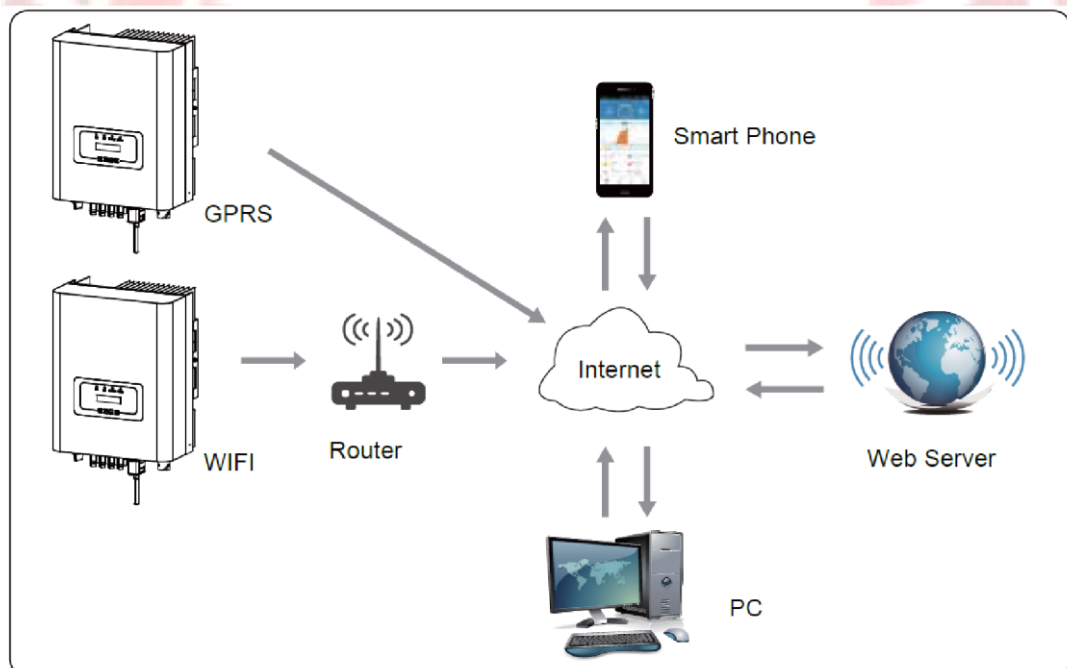 Smart Phone
GPRS
Internet
Router
WIFI
Web Server
PC